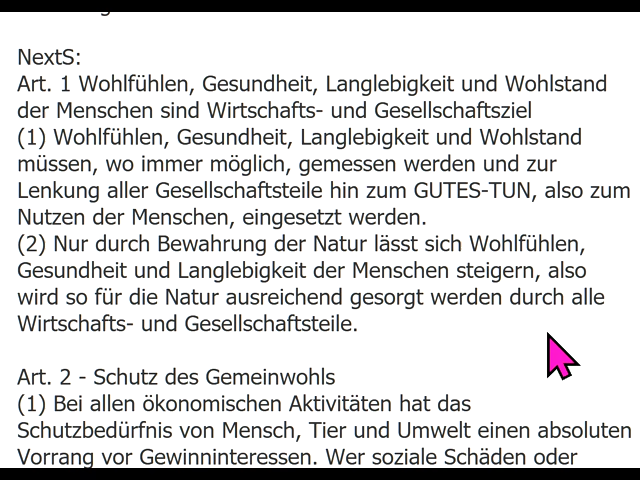 NextS:
Art. 1 Wohlfühlen, Gesundheit, Langlebigkeit und Wohlstand
der Menschen sind Wirtschafts- und Gesellschaftsziel
(1) Wohlfühlen, Gesundheit, Langlebigkeit und Wohlstand
müssen, wo immer möglich, gemessen werden und zur
Lenkung aller Gesellschaftsteile hin zum GUTES-TUN, also zum
Nutzen der Menschen, eingesetzt werden.
(2) Nur durch Bewahrung der Natur lässt sich Wohlfühlen,
Gesundheit und Langlebigkeit der Menschen steigern, also
wird so für die Natur ausreichend gesorgt werden durch alle
Wirtschafts- und Gesellschaftsteile.
Art. 2 - Schutz des Gemeinwohls
(1) Bei allen ökonomischen Aktivitäten hat das
Schutzbedürfnis von Mensch, Tier und Umwelt einen absoluten
Vorrang vor Gewinninteressen. Wer soziale Schäden oder